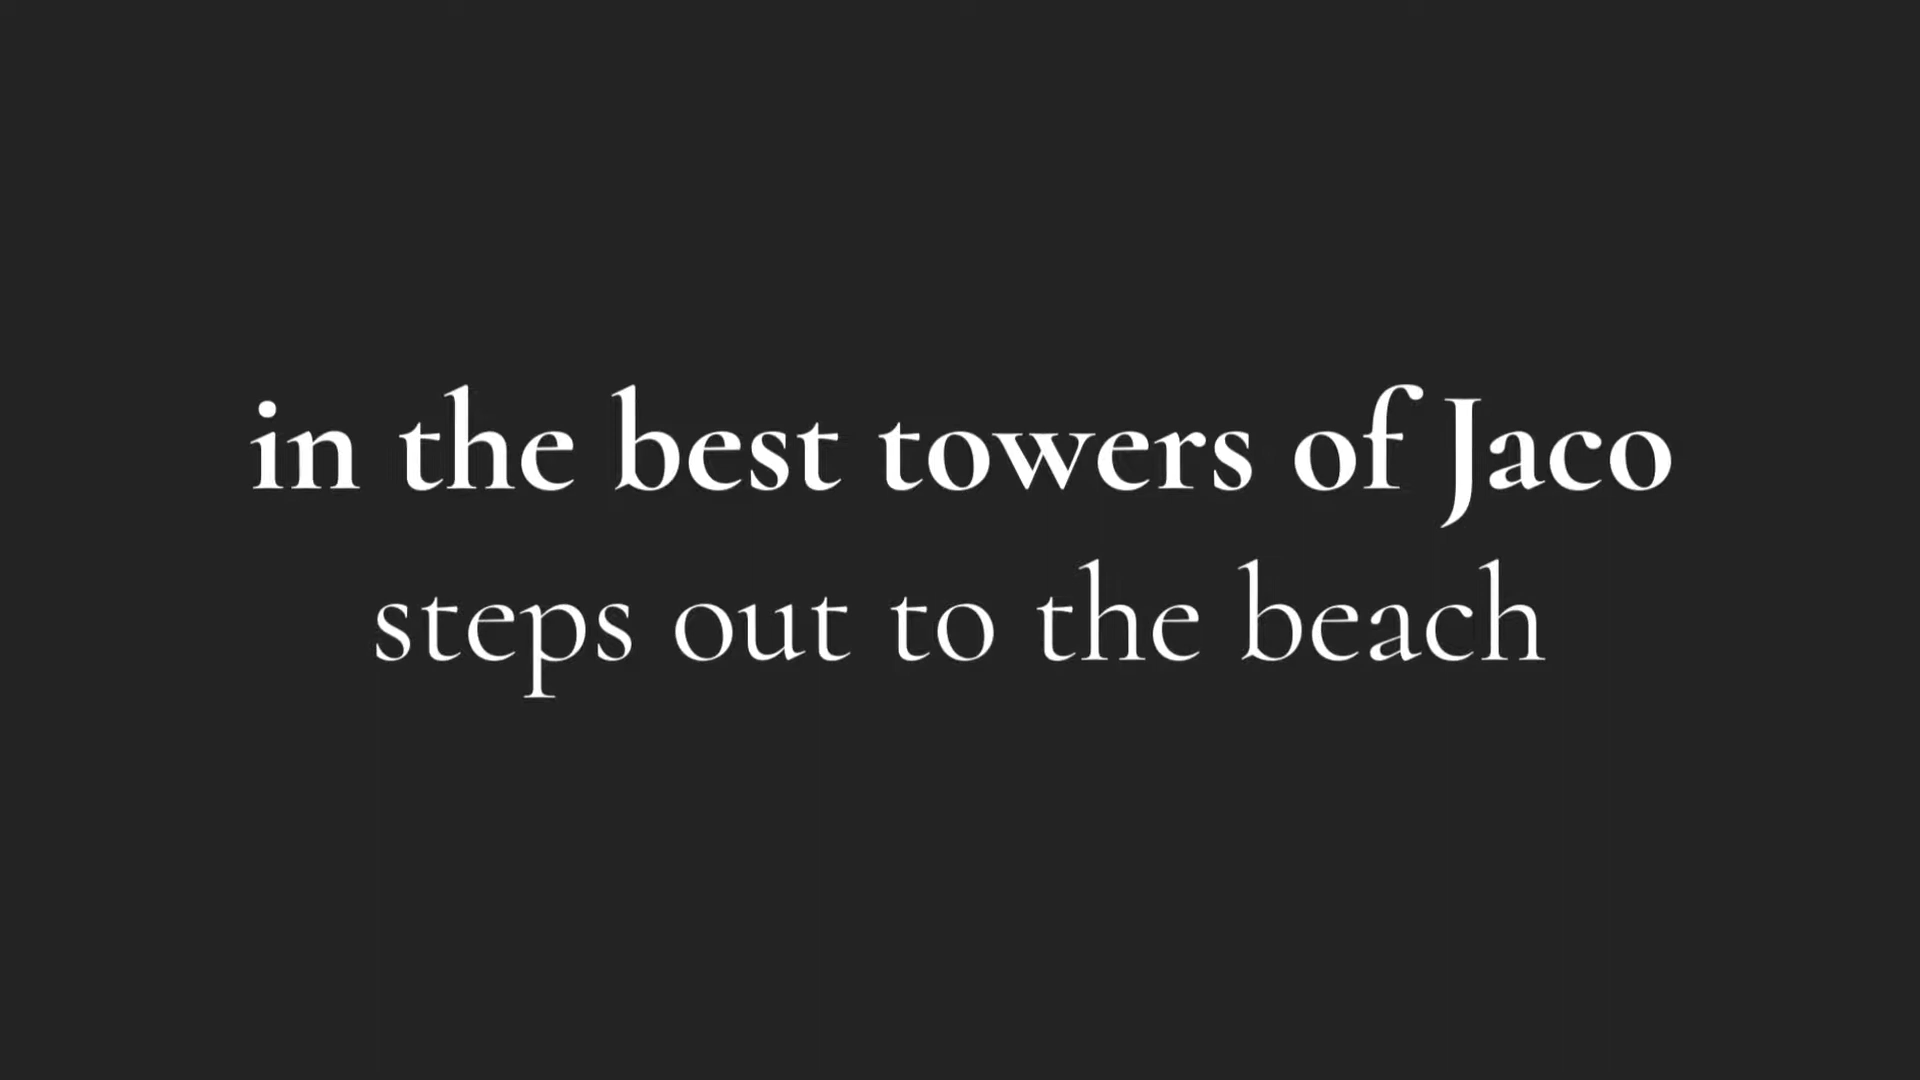 in the best towers of Jaco
steps out to the beach